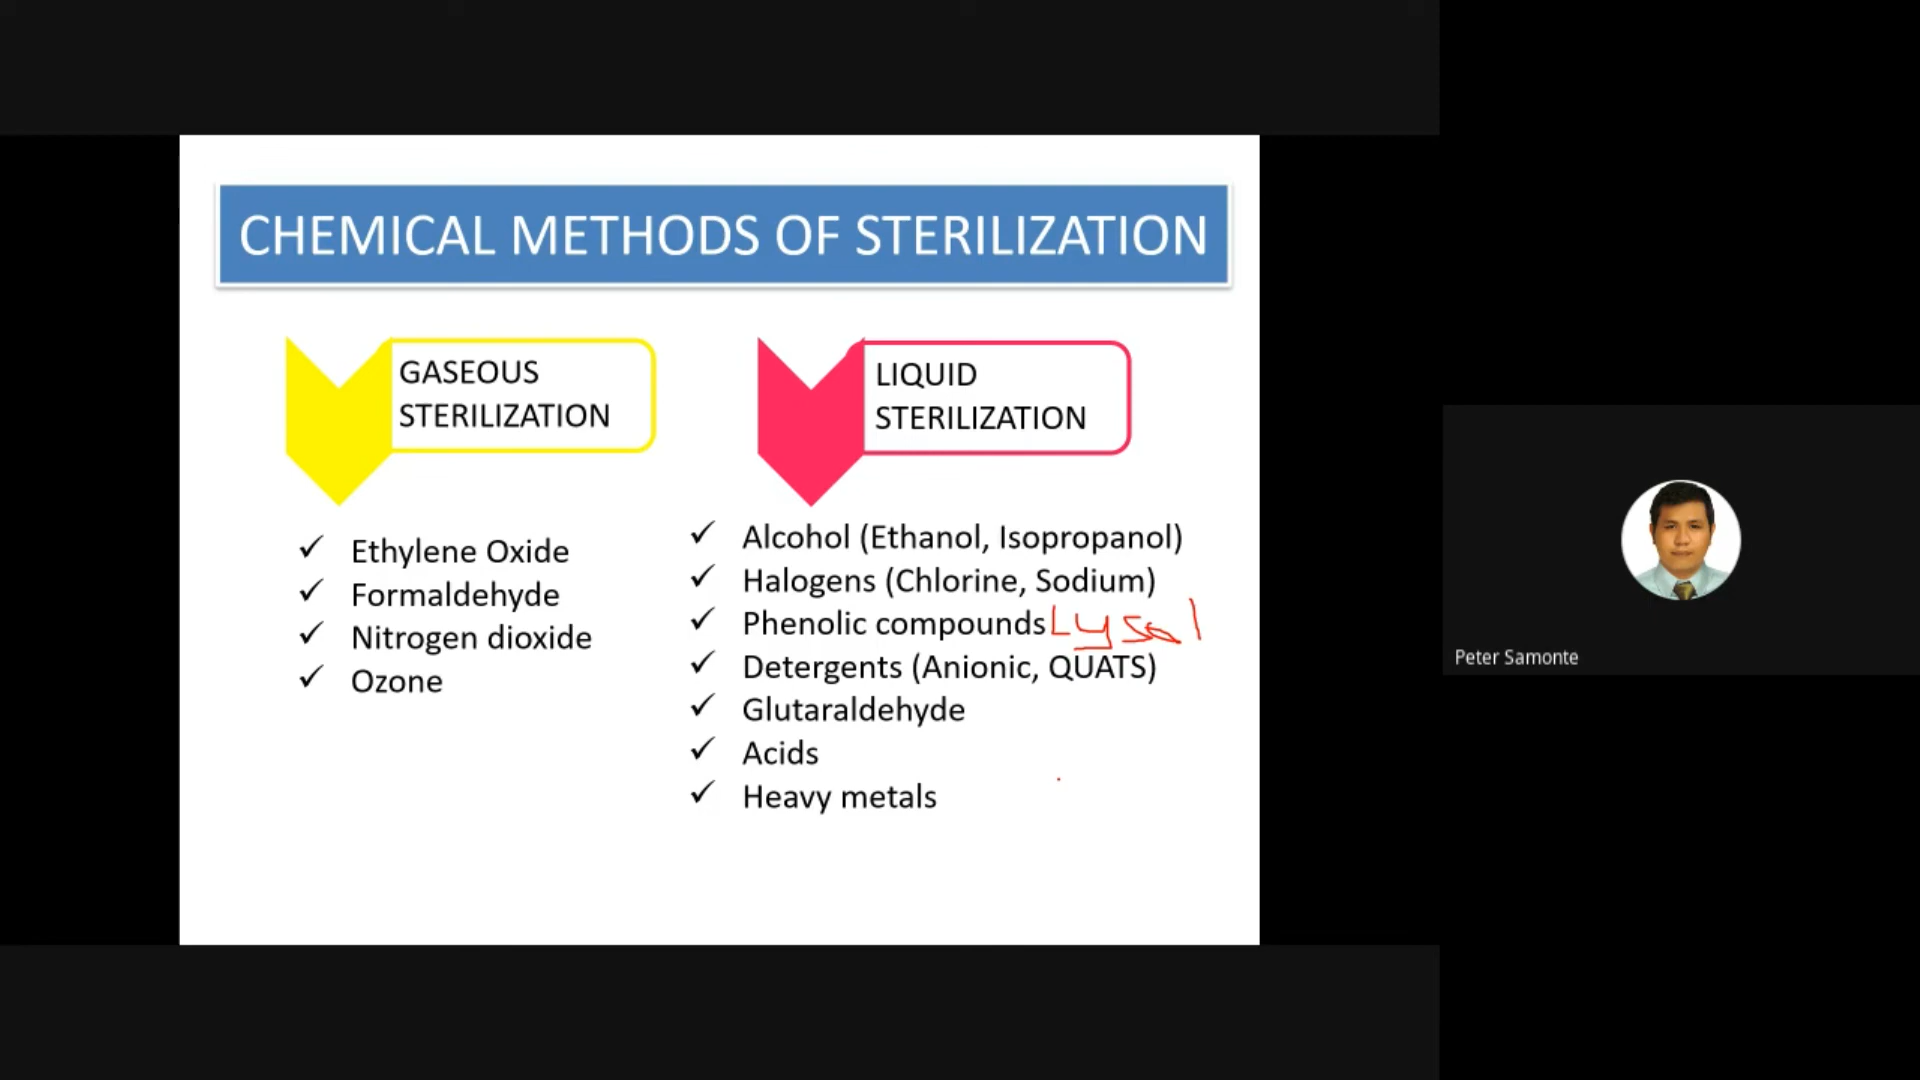 CHEMICAL METHODS OF STERILIZATION
GASEOUS
STERILIZATION
Ethylene Oxide
Formaldehyde
Nitrogen dioxide
Ozone
LIQUID
STERILIZATION
Alcohol (Ethanol, Isopropanol)
Halogens (Chlorine, Sodium)
Phenolic compounds Lysol
Detergents (Anionic, QUATS)
Glutaraldehyde
Acids
Heavy metals
Peter Samonte